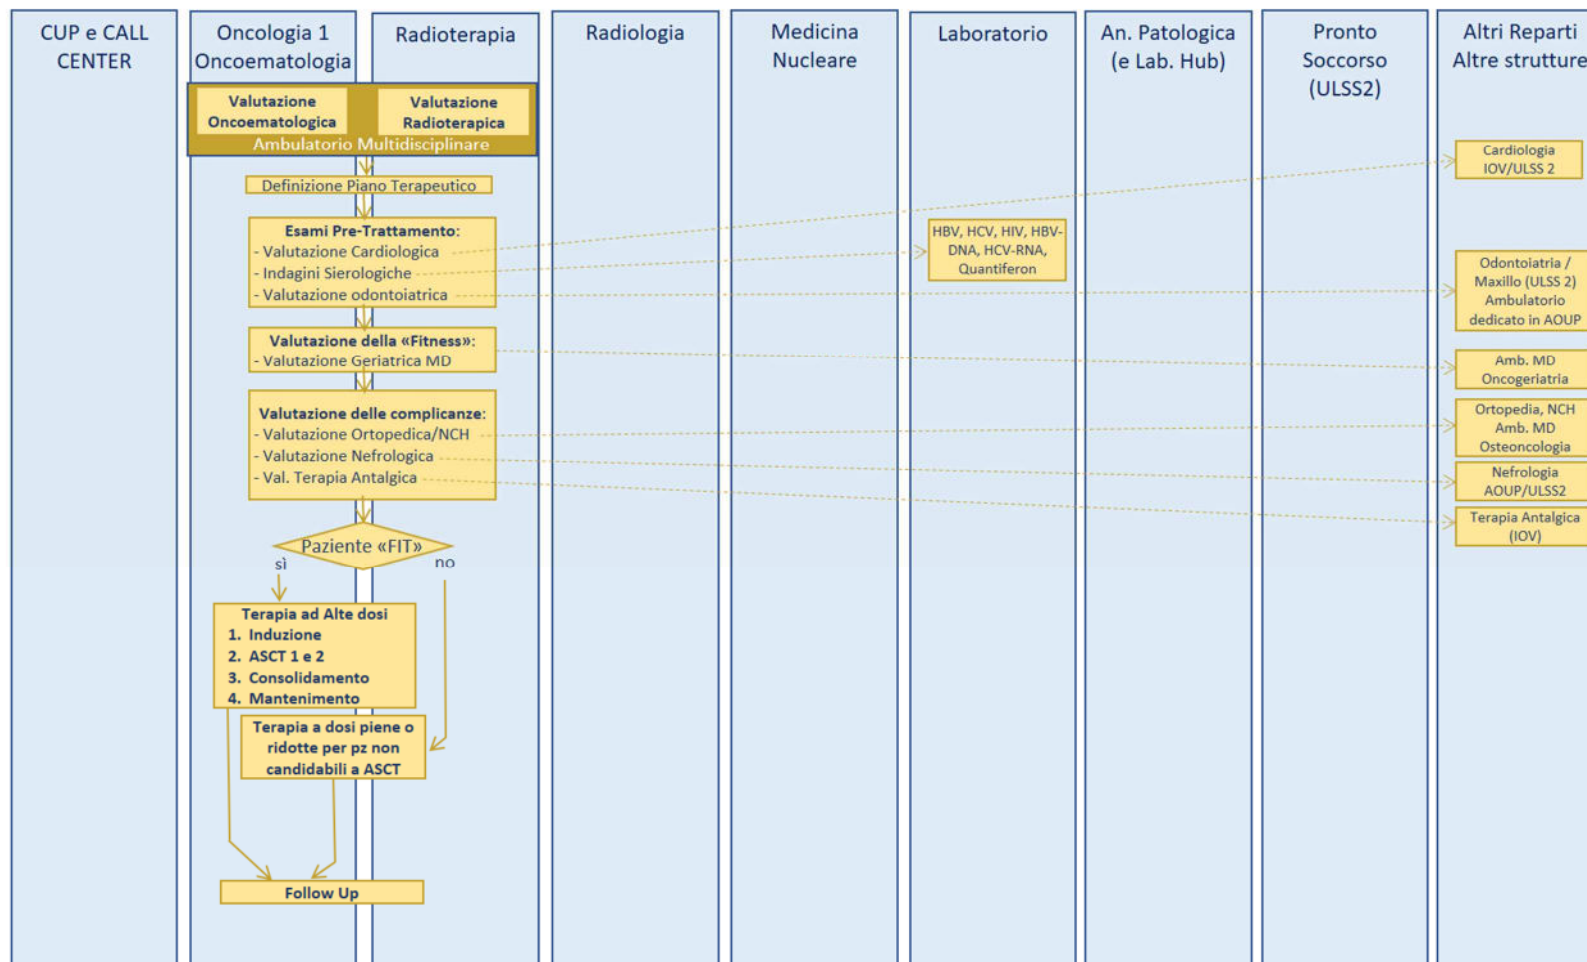 CUP e CALL
CENTER
Oncologia 1
Oncoematologia
Radioterapia
Radiologia
Medicina
Nucleare
Laboratorio
An. Patologica
(e Lab. Hub)
Pronto
Soccorso
(ULSS2)
Altri Reparti
Altre strutture
Valutazione
Oncoematologica
Valutazione
Radioterapica
Ambulatorio Multidisciplinare
Definizione Piano Terapeutico
Esami Pre-Trattamento:
- Valutazione Cardiologica
- Indagini Sierologiche
- Valutazione odontoiatrica
Cardiologia
IOV/ULSS 2
HBV, HCV, HIV, HBV-
DNA, HCV-RNA,
Quantiferon
Odontoiatria /
Maxillo (ULSS 2)
Ambulatorio
dedicato in AOUP
Valutazione della «Fitness»:
- Valutazione Geriatrica MD
Amb. MD
Oncogeriatria
Valutazione delle complicanze:
- Valutazione Ortopedica/NCH
- Valutazione Nefrologica
- Val. Terapia Antalgica
Ortopedia, NCH
Amb. MD
Osteoncologia
Nefrologia
AOUP/ULSS2
Terapia Antalgica
(IOV)
Paziente «FIT»
sì
no
Terapia ad Alte dosi
1. Induzione
2. ASCT 1 e 2
3. Consolidamento
4. Mantenimento
Terapia a dosi piene o
ridotte per pz non
candidabili a ASCT
Follow Up